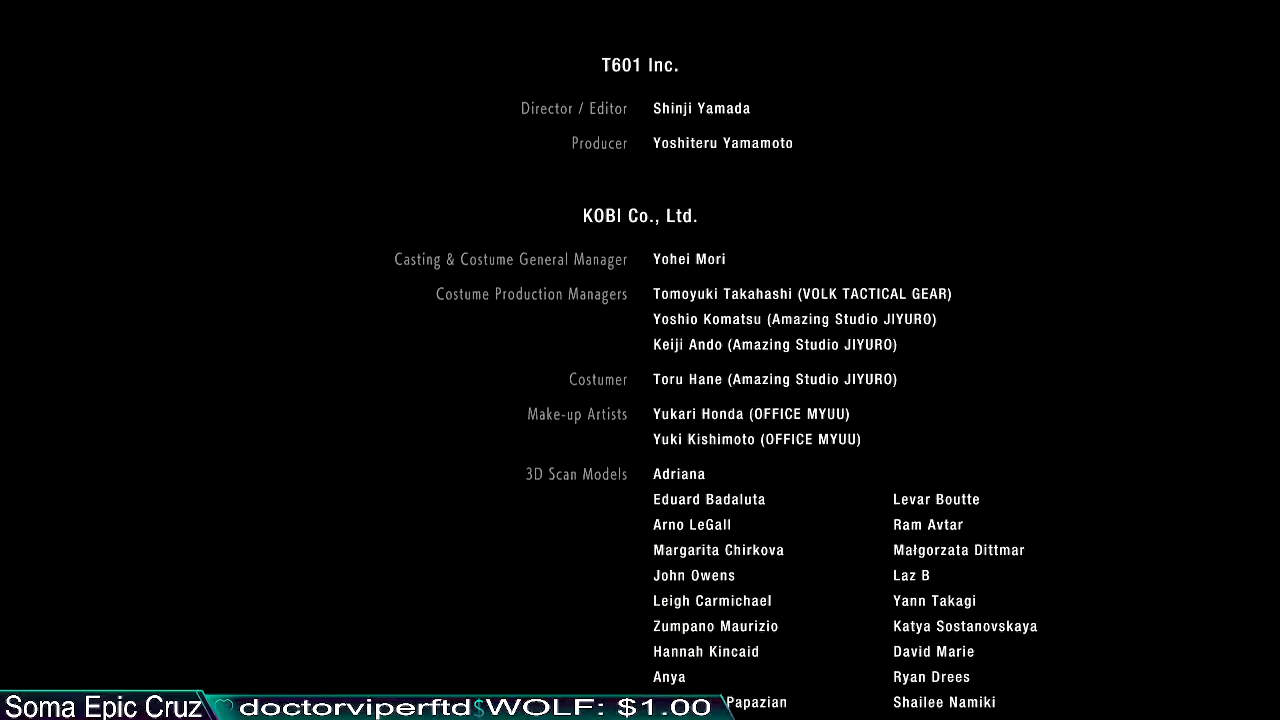 T601 Inc.
Director / Editor Shinji Yamada
Producer Yoshiteru Yamamoto
KOBI Co., Ltd.
Casting & Costume General Manager Yohei Mori
Costume Production Managers Tomoyuki Takahashi (VOLK TACTICAL GEAR)
Yoshio Komatsu (Amazing Studio JIYURO)
Keiji Ando (Amazing Studio JIYURO)
Costumer Toru Hane (Amazing Studio JIYURO)
Make-up Artists Yukari Honda (OFFICE MYUU)
Yuki Kishimoto (OFFICE MYUU)
3D Scan Models Adriana
Eduard Badaluta Levar Boutte
Arno LeGall Ram Avtar
Margarita Chirkova Małgorzata Dittmar
John Owens Laz B
Leigh Carmichael Yann Takagi
Zumpano Maurizio Katya Sostanovskaya
Hannah Kincaid David Marie
Anya Ryan Drees
Papazian Shailee Namiki
Soma Epic Cruz ♡ doctorviperftd $ WOLF: $1.00